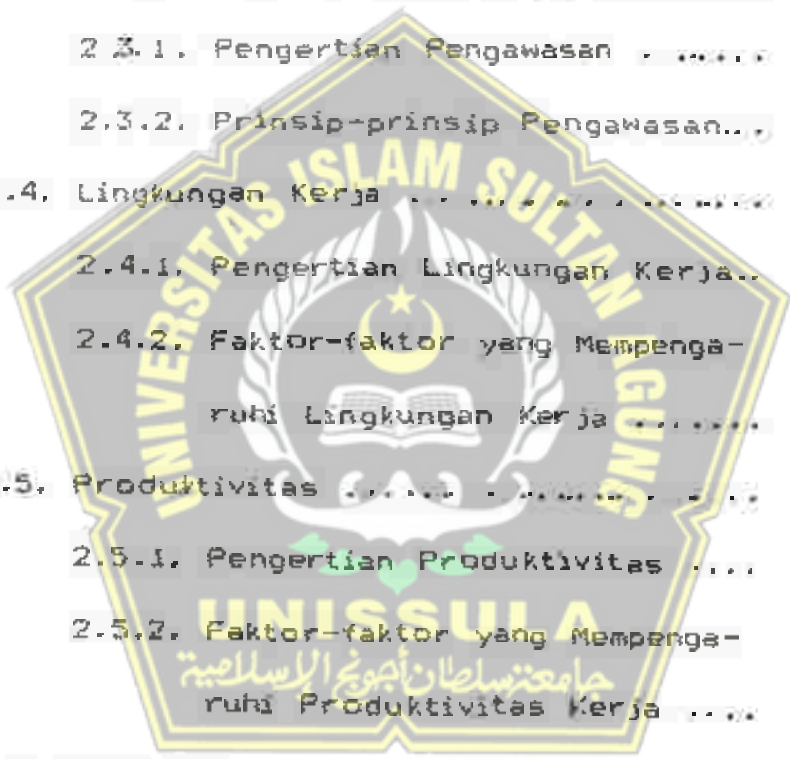 2.3.1. Pengertian Pengawasan . ......
2.3.2. Prinsip-prinsip Pengawasan...
.4. Lingkungan Kerja ... .. . .. . ... ...
2.4.1. Pengertian Lingkungan Kerja..
2.4.2. Faktor-faktor yang Mempenga-
ruhi Lingkungan Kerja .......
.5. Produktivitas ... ... . ........ . ...
2.5.1. Pengertian Produktivitas ....
2.5.2. Faktor-faktor yang Mempenga-
ruhi Produktivitas Kerja ....
UNIVERSITAS ISLAM SULTAN AGUNG
UNISSULA
جامعة سلطان أجونج الإسلامية